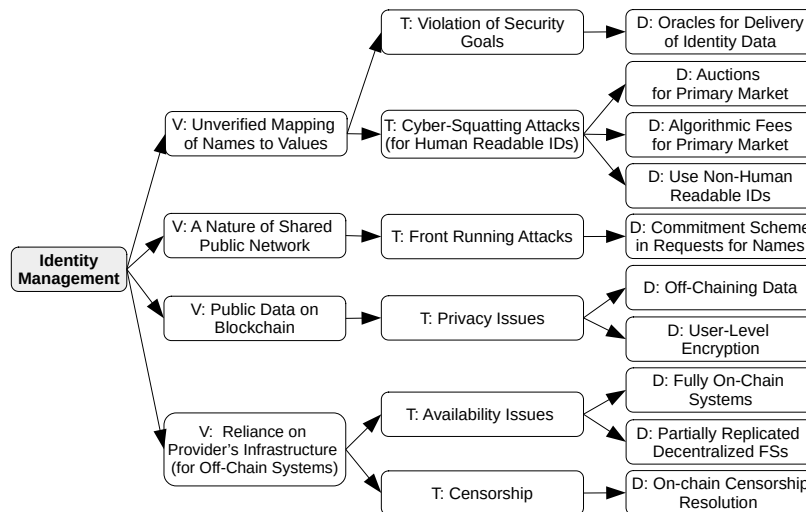 T: Violation of Security
Goals
D: Oracles for Delivery
of Identity Data
D: Auctions
for Primary Market
V: Unverified Mapping
of Names to Values
T: Cyber-Squatting Attacks
(for Human Readable IDs)
D: Algorithmic Fees
for Primary Market
D: Use Non-Human
Readable IDs
V: A Nature of Shared
Public Network
T: Front Running Attacks
D: Commitment Scheme
in Requests for Names
Identity
Management
V: Public Data on
Blockchain
T: Privacy Issues
D: Off-Chaining Data
D: User-Level
Encryption
V: Reliance on
Provider's Infrastructure
(for Off-Chain Systems)
T: Availability Issues
D: Fully On-Chain
Systems
D: Partially Replicated
Decentralized FSs
T: Censorship
D: On-chain Censorship
Resolution